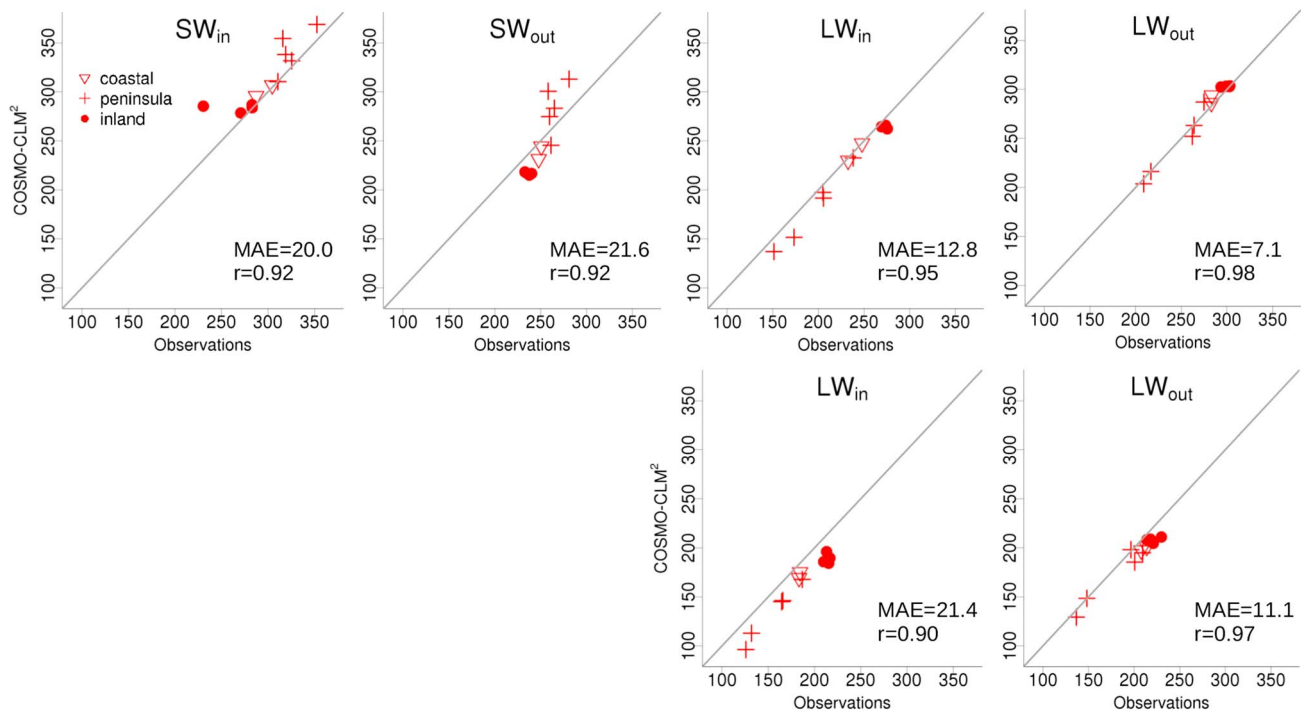 SWin
coastal
peninsula
inland
COSMO-CLM²
100 150 200 250 300 350
MAE=20.0
r=0.92
100 150 200 250 300 350
Observations
SWout
MAE=21.6
r=0.92
100 150 200 250 300 350
Observations
LWin
100 150 200 250 300 350
MAE=12.8
r=0.95
100 150 200 250 300 350
Observations
LWout
100 150 200 250 300 350
MAE=7.1
r=0.98
100 150 200 250 300 350
Observations
LWin
COSMO-CLM²
100 150 200 250 300 350
MAE=21.4
r=0.90
100 150 200 250 300 350
Observations
LWout
100 150 200 250 300 350
MAE=11.1
r=0.97
100 150 200 250 300 350
Observations